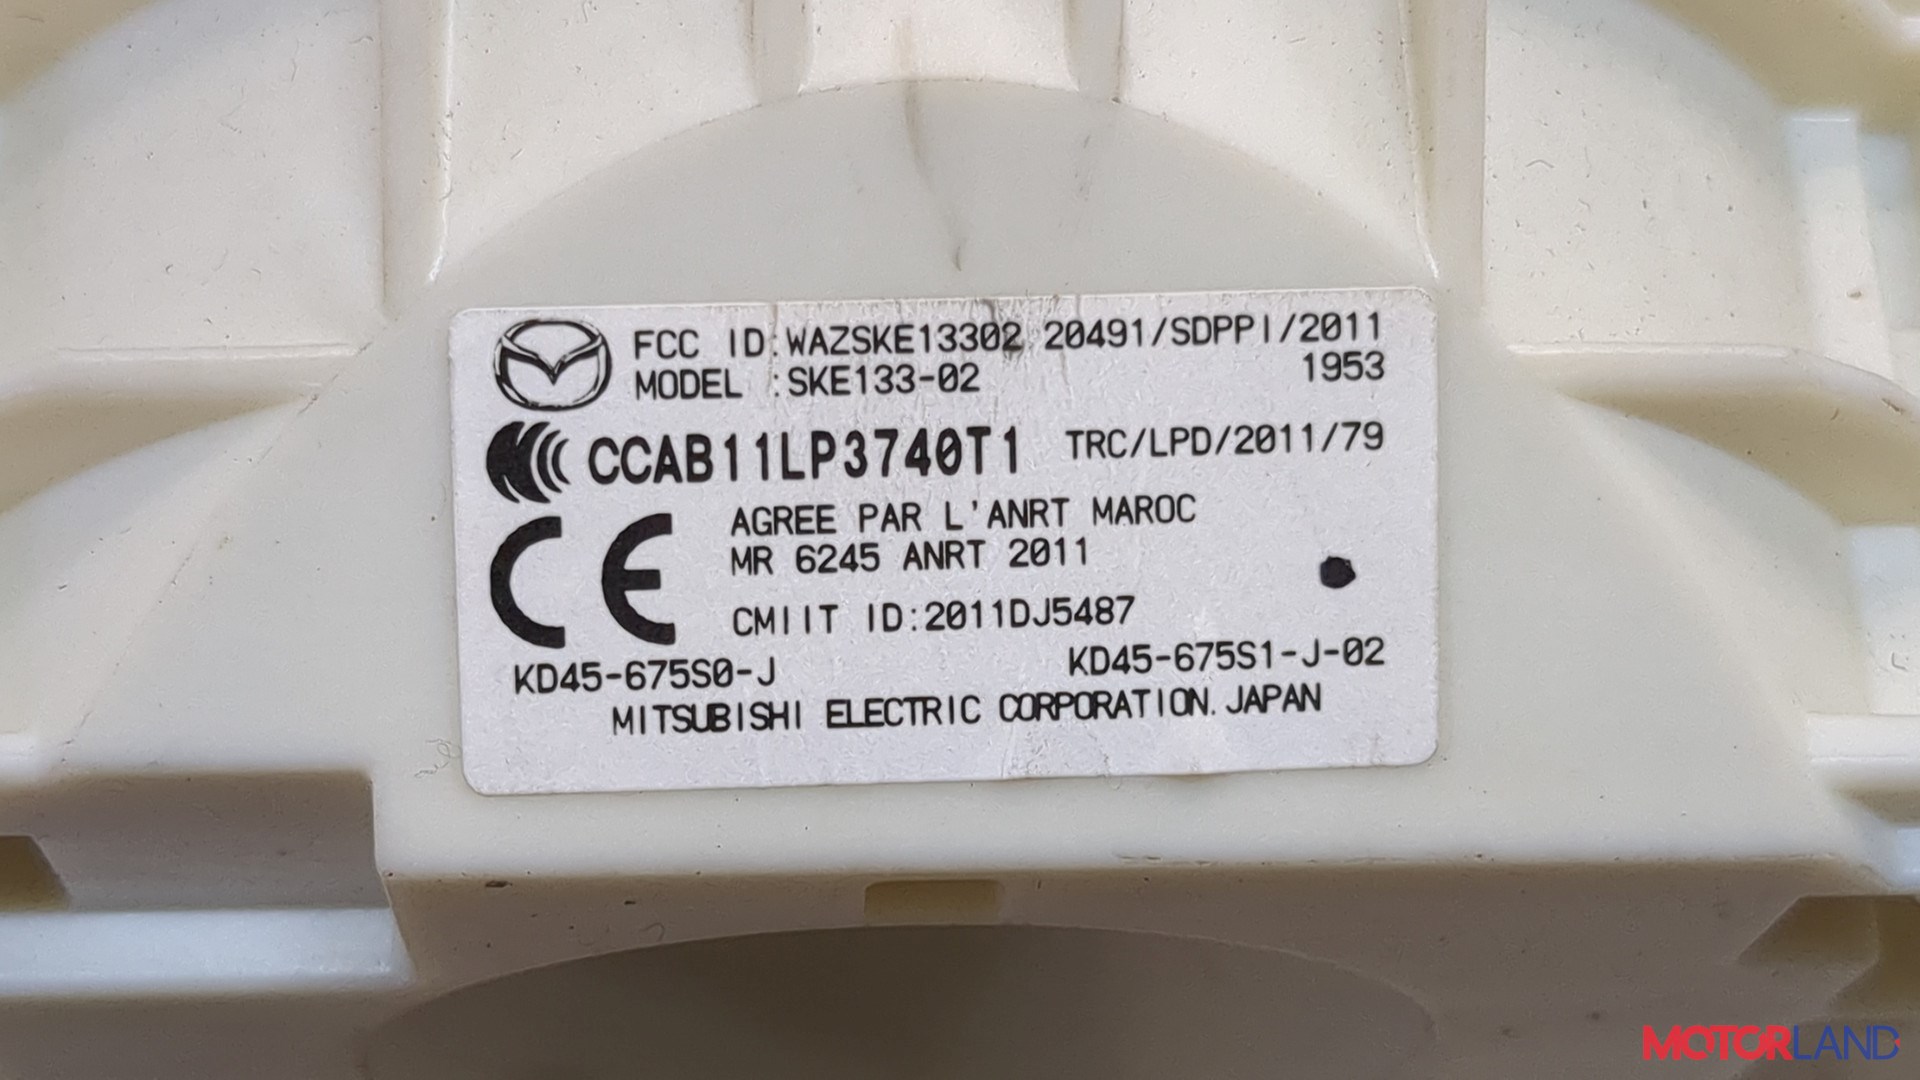 FCC ID:WAZSKE13302 20491/SDPPI/2011
MODEL :SKE133-02 1953
CCAB11LP3740T1 TRC/LPD/2011/79
CE
AGREE PAR L'ANRT MAROC
MR 6245 ANRT 2011
CMIIT ID:2011DJ5487
KD45-675S0-J KD45-675S1-J-02
MITSUBISHI ELECTRIC CORPORATION. JAPAN
MOTORLAND